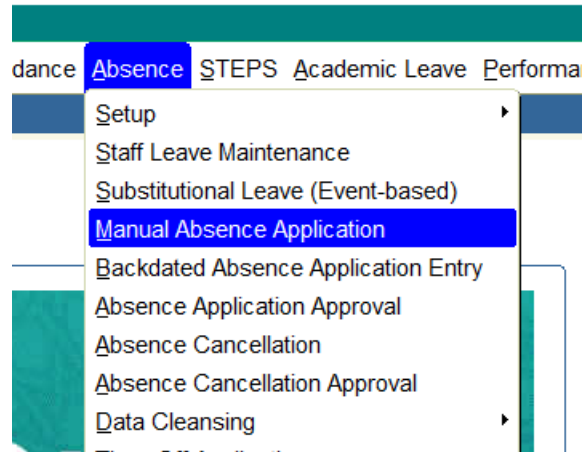 dance Absence STEPS Academic Leave Performa
Setup
Staff Leave Maintenance
Substitutional Leave (Event-based)
Manual Absence Application
Backdated Absence Application Entry
Absence Application Approval
Absence Cancellation
Absence Cancellation Approval
Data Cleansing